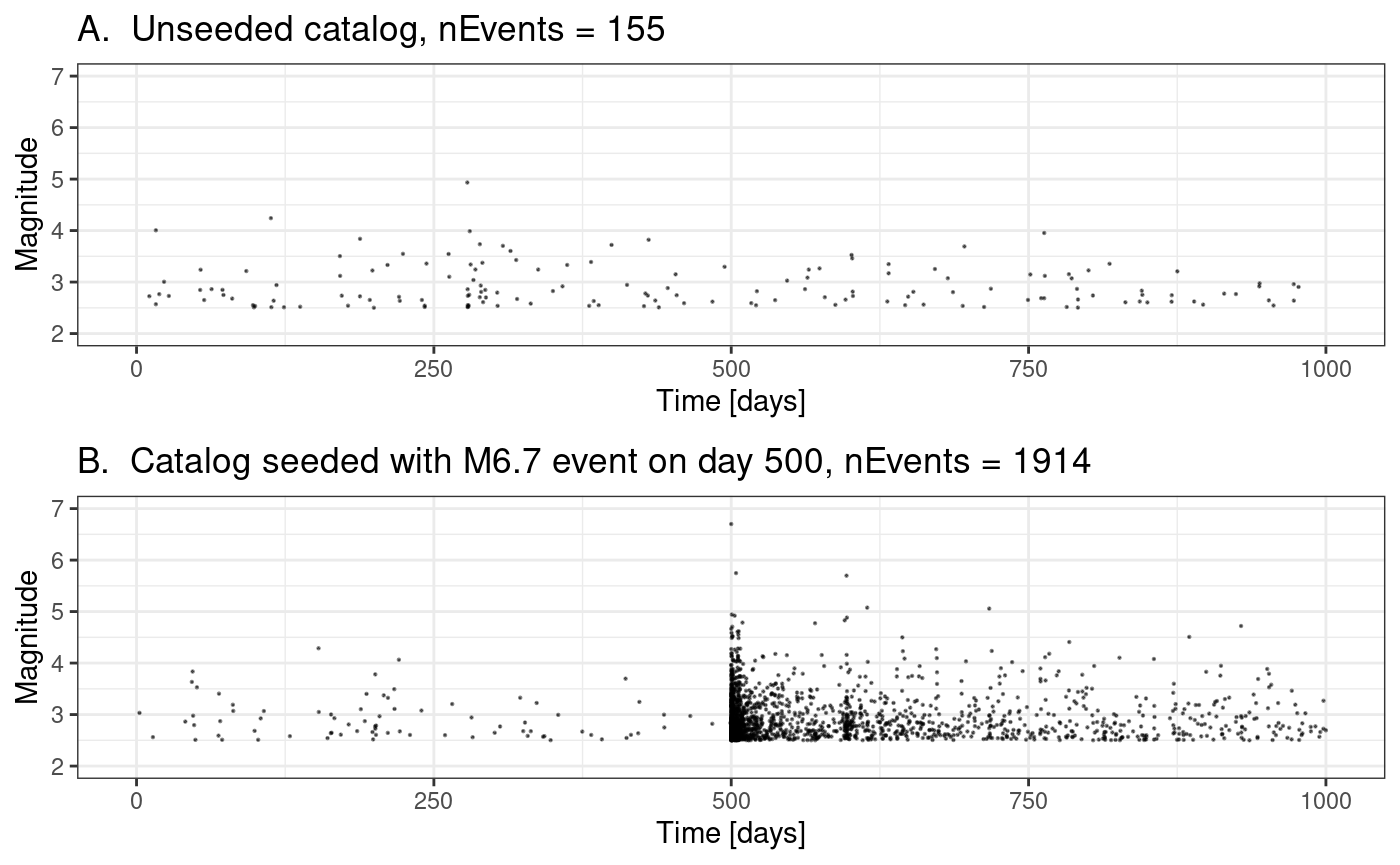 A. Unseeded catalog, nEvents = 155
Magnitude
7
6
5
4
3
2
0 250 500 750 1000
Time [days]
B. Catalog seeded with M6.7 event on day 500, nEvents = 1914
Magnitude
7
6
5
4
3
2
0 250 500 750 1000
Time [days]